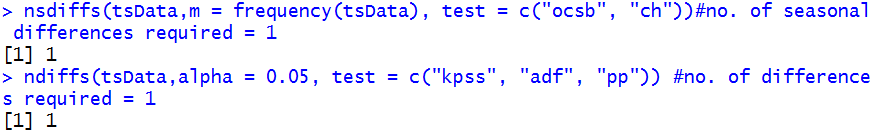 > nsdiffs(tsData,m = frequency(tsData), test = c("ocsb", "ch"))#no. of seasonal
 differences required = 1
[1] 1
> ndiffs(tsData,alpha = 0.05, test = c("kpss", "adf", "pp")) #no. of difference
s required = 1
[1] 1